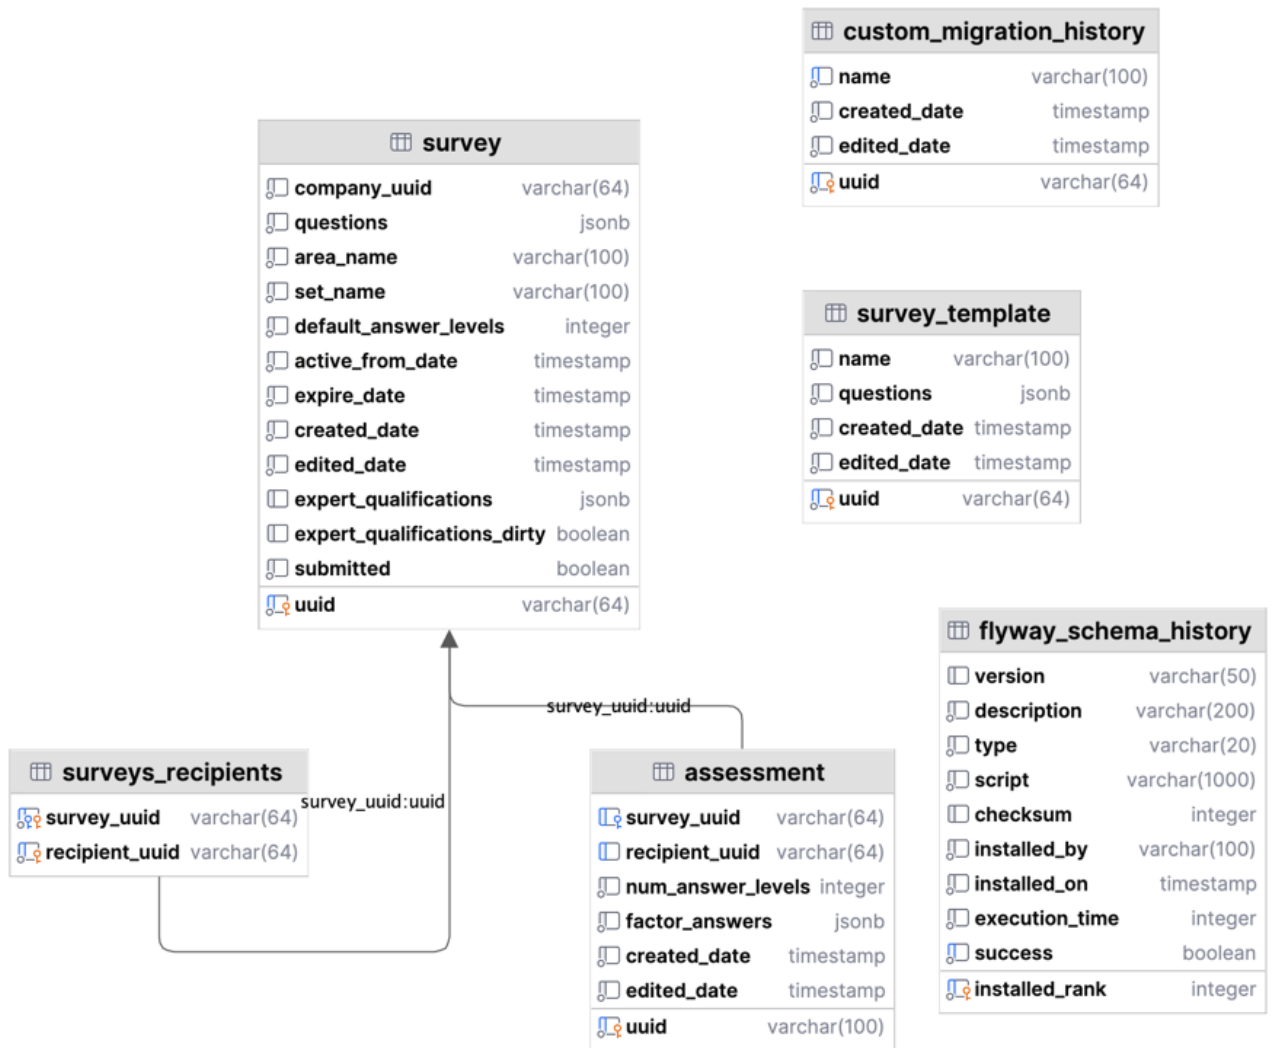 custom_migration_history
name varchar(100)
created_date timestamp
edited_date timestamp
uuid varchar(64)
survey
company_uuid varchar(64)
questions jsonb
area_name varchar(100)
set_name varchar(100)
default_answer_levels integer
active_from_date timestamp
expire_date timestamp
created_date timestamp
edited_date timestamp
expert_qualifications jsonb
expert_qualifications_dirty boolean
submitted boolean
uuid varchar(64)
survey_template
name varchar(100)
questions jsonb
created_date timestamp
edited_date timestamp
uuid varchar(64)
flyway_schema_history
version varchar(50)
description varchar(200)
type varchar(20)
script varchar(1000)
checksum integer
installed_by varchar(100)
installed_on timestamp
execution_time integer
success boolean
installed_rank integer
survey_uuid:uuid
surveys_recipients
survey_uuid varchar(64)
recipient_uuid varchar(64)
survey_uuid:uuid
assessment
survey_uuid varchar(64)
recipient_uuid varchar(64)
num_answer_levels integer
factor_answers jsonb
created_date timestamp
edited_date timestamp
uuid varchar(100)